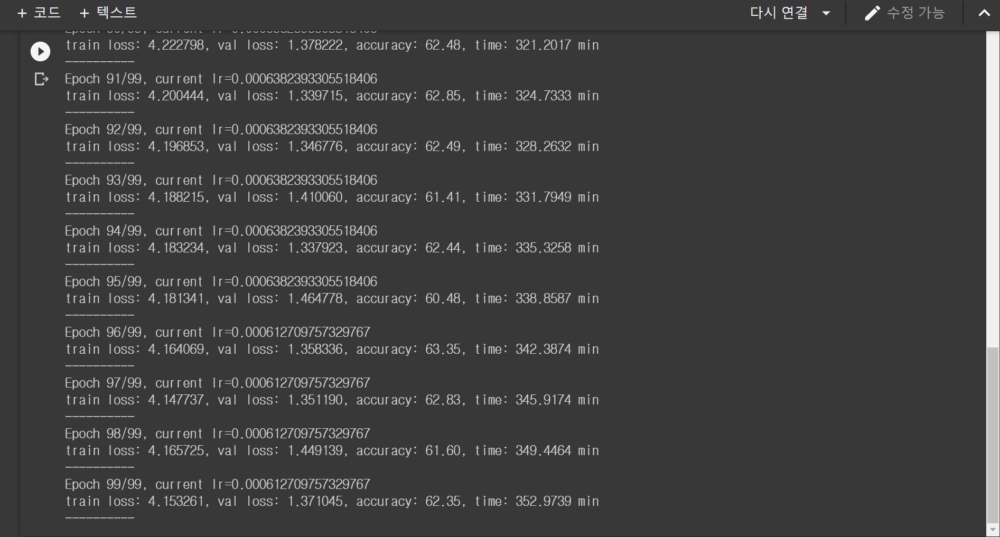 + 코드 + 텍스트 다시 연결 수정 가능
train loss: 4.222798, val loss: 1.378222, accuracy: 62.48, time: 321.2017 min
----------
Epoch 91/99, current lr=0.0006382393305518406
train loss: 4.200444, val loss: 1.339715, accuracy: 62.85, time: 324.7333 min
----------
Epoch 92/99, current lr=0.0006382393305518406
train loss: 4.196853, val loss: 1.346776, accuracy: 62.49, time: 328.2632 min
----------
Epoch 93/99, current lr=0.0006382393305518406
train loss: 4.188215, val loss: 1.410060, accuracy: 61.41, time: 331.7949 min
----------
Epoch 94/99, current lr=0.0006382393305518406
train loss: 4.183234, val loss: 1.337923, accuracy: 62.44, time: 335.3258 min
----------
Epoch 95/99, current lr=0.0006382393305518406
train loss: 4.181341, val loss: 1.464778, accuracy: 60.48, time: 338.8587 min
----------
Epoch 96/99, current lr=0.000612709757329767
train loss: 4.164069, val loss: 1.358336, accuracy: 63.35, time: 342.3874 min
----------
Epoch 97/99, current lr=0.000612709757329767
train loss: 4.147737, val loss: 1.351190, accuracy: 62.83, time: 345.9174 min
----------
Epoch 98/99, current lr=0.000612709757329767
train loss: 4.165725, val loss: 1.449139, accuracy: 61.60, time: 349.4464 min
----------
Epoch 99/99, current lr=0.000612709757329767
train loss: 4.153261, val loss: 1.371045, accuracy: 62.35, time: 352.9739 min
----------